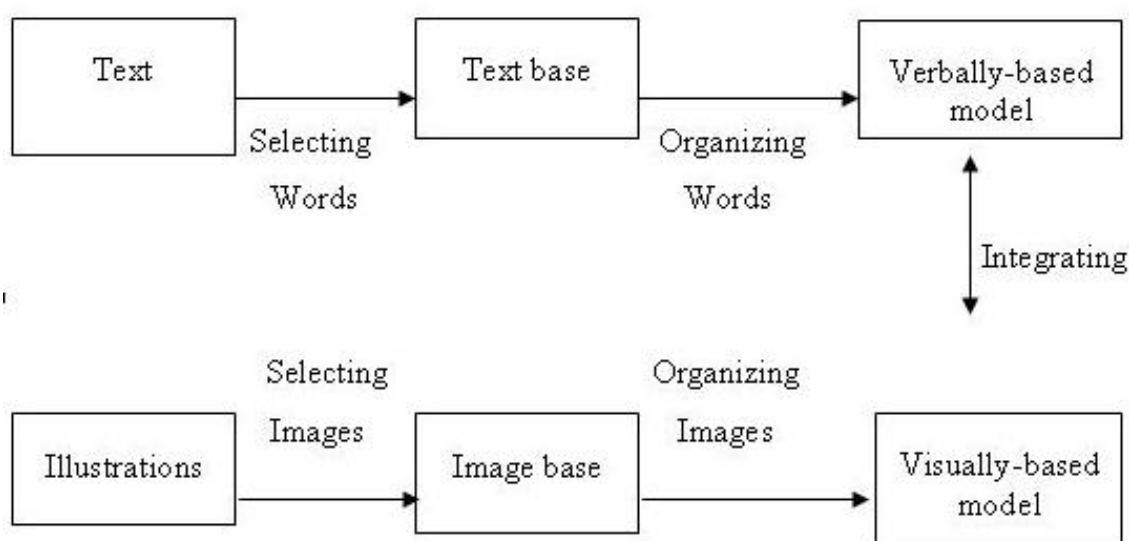 Text
Text base
Verbally-based
model
Selecting
Words
Organizing
Words
Integrating
Selecting
Images
Organizing
Images
Illustrations
Image base
Visually-based
model